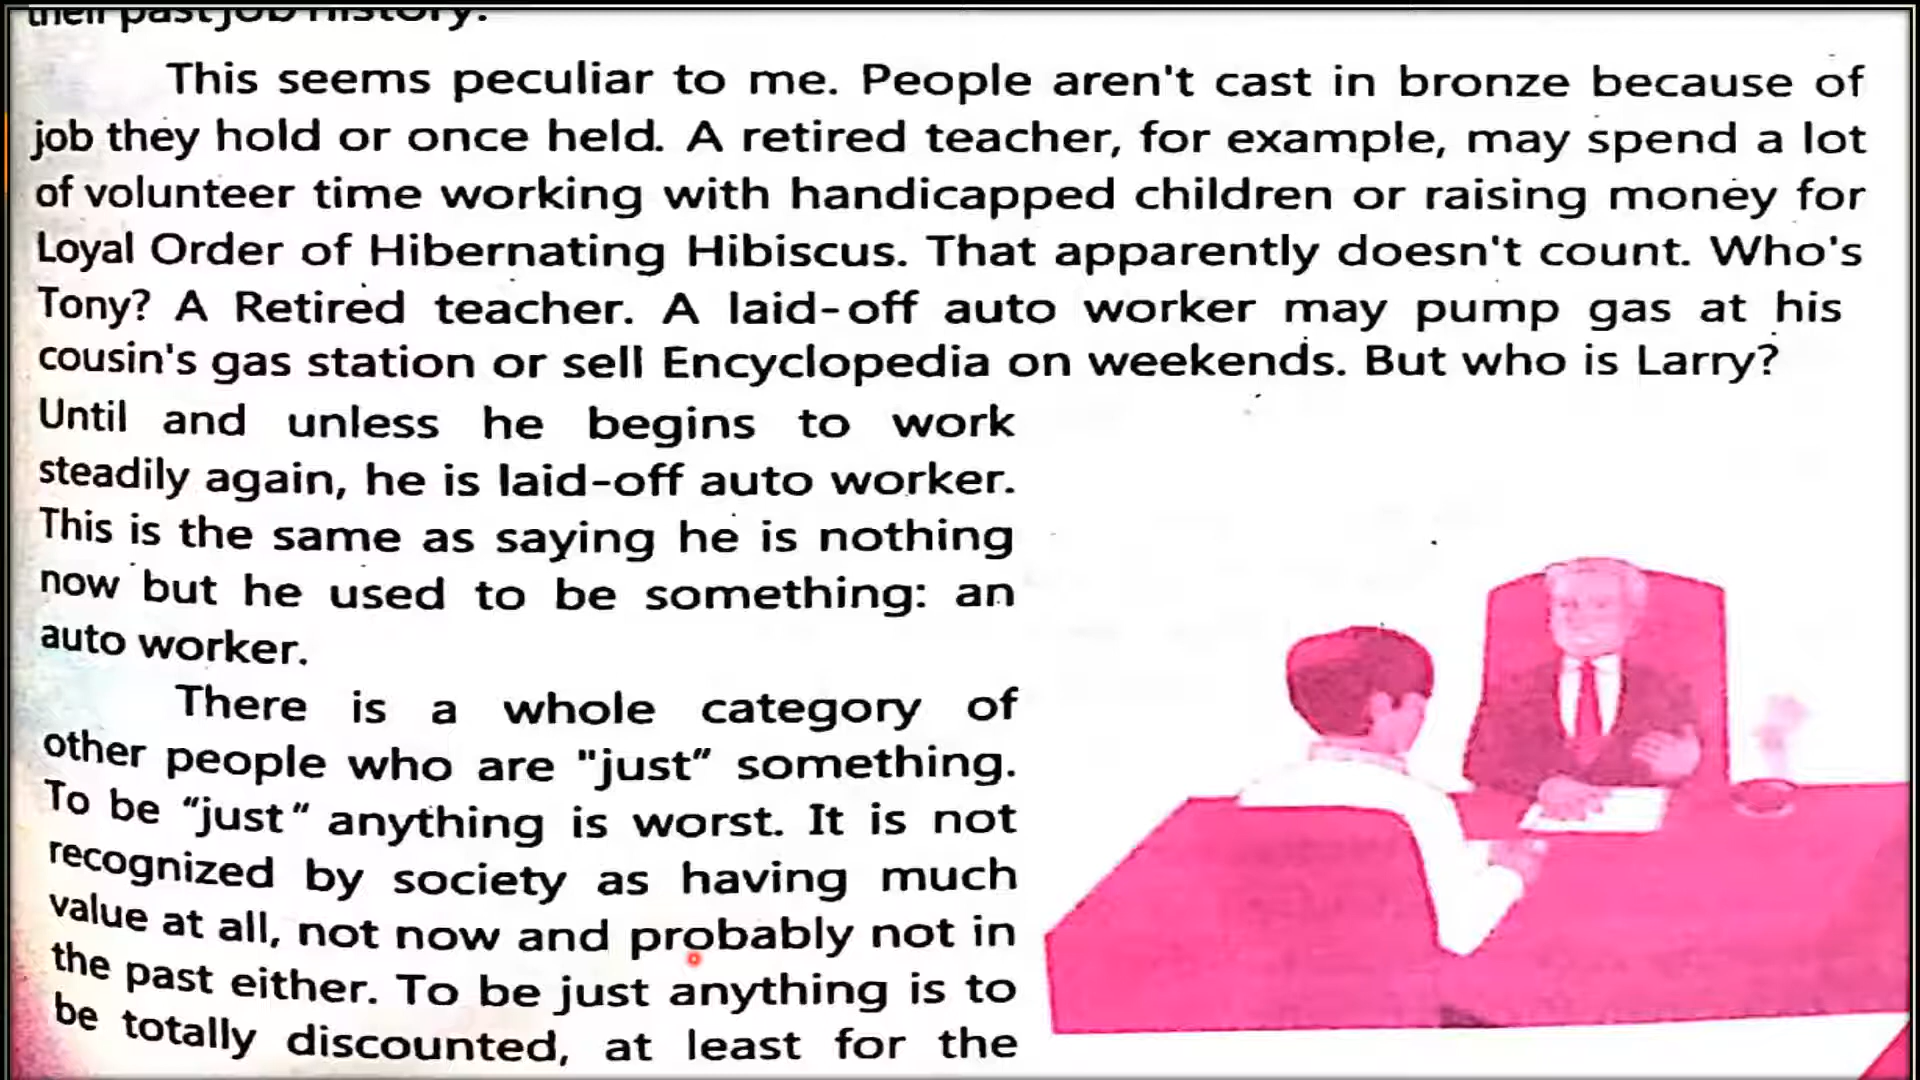 their past job history.
This seems peculiar to me. People aren't cast in bronze because of
job they hold or once held. A retired teacher, for example, may spend a lot
of volunteer time working with handicapped children or raising money for
Loyal Order of Hibernating Hibiscus. That apparently doesn't count. Who's
Tony? A Retired teacher. A laid-off auto worker may pump gas at his
cousin's gas station or sell Encyclopedia on weekends. But who is Larry?
Until and unless he begins to work
steadily again, he is laid-off auto worker.
This is the same as saying he is nothing
now but he used to be something: an
auto worker.
There is a whole category of
other people who are "just" something.
To be "just" anything is worst. It is not
recognized by society as having much
value at all, not now and probably not in
the past either. To be just anything is to
be totally discounted, at least for the